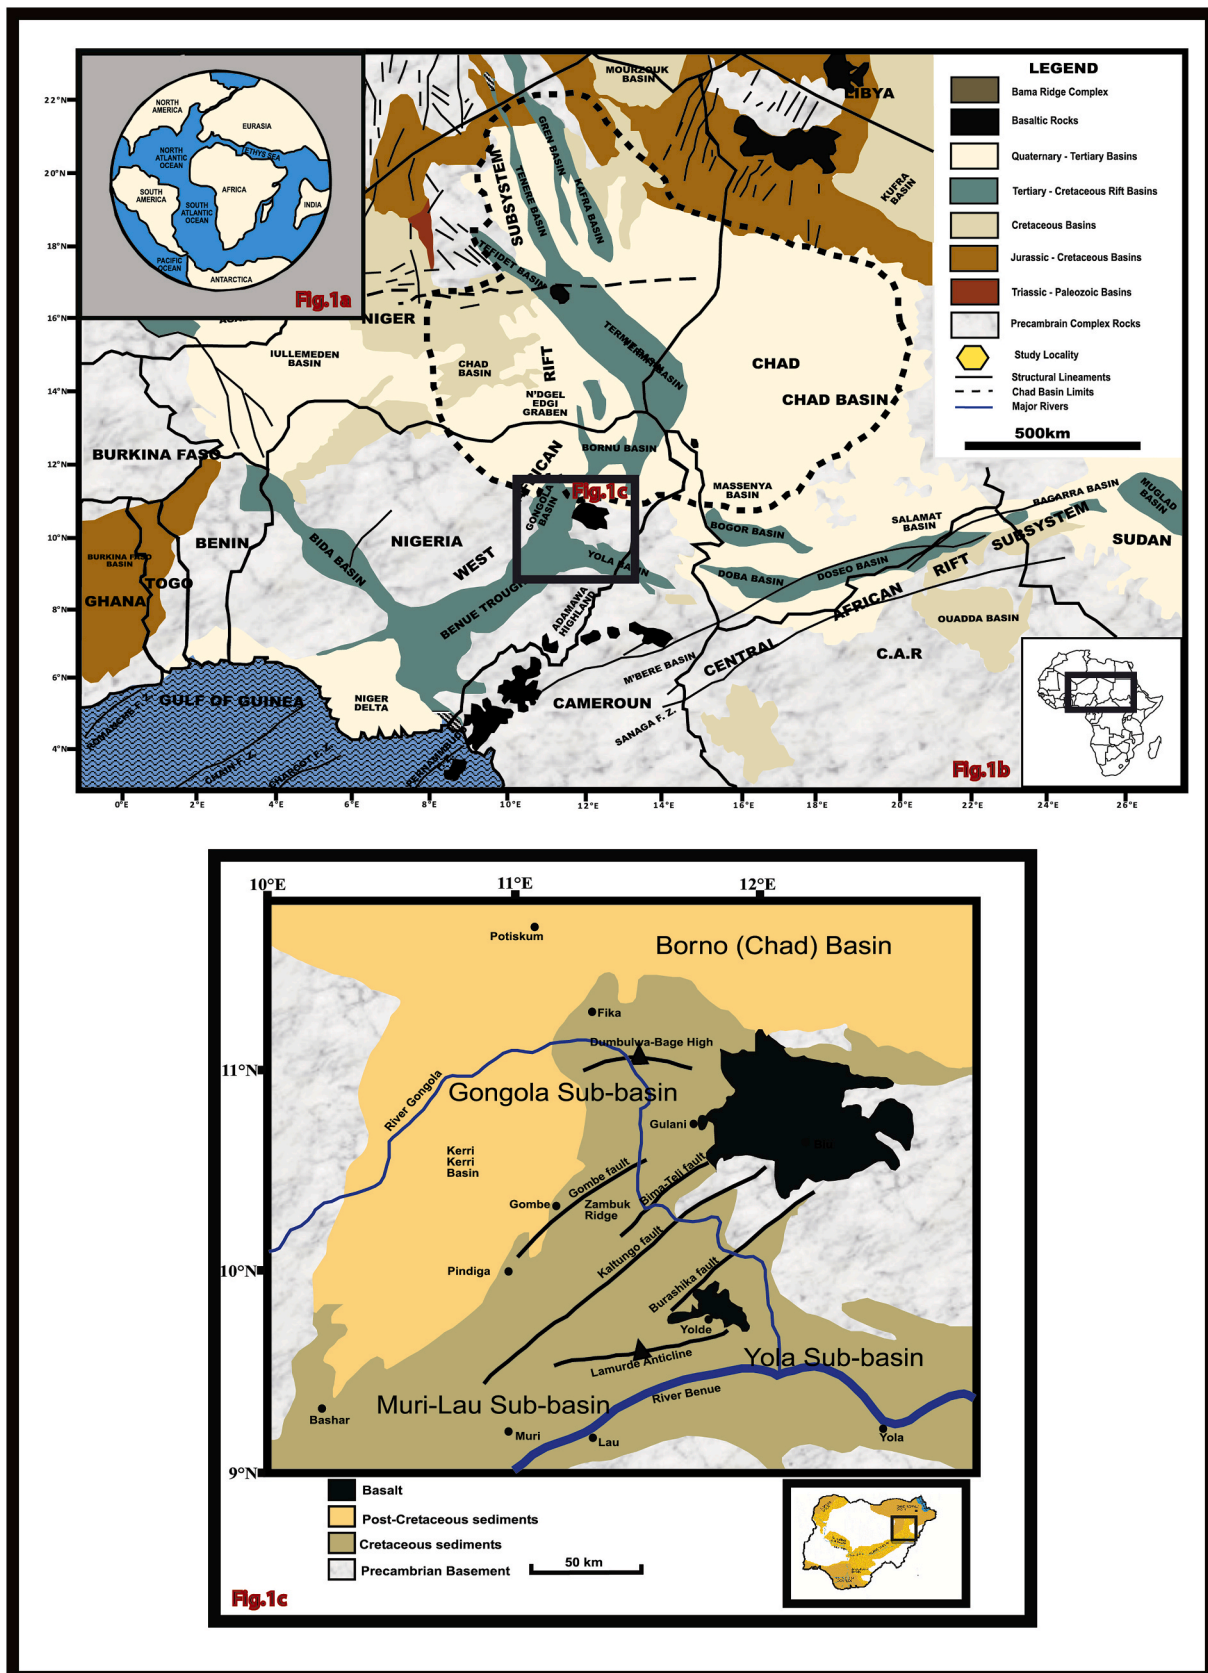 NORTH
AMERICA
EURASIA
NORTH
ATLANTIC
OCEAN
ETHYS SEA
SOUTH
AMERICA
AFRICA
SOUTH
ATLANTIC
OCEAN
INDIA
PACIFIC
OCEAN
ANTARCTICA
Fig.1a
22°N
20°N
18°N
16°N
14°N
12°N
10°N
8°N
6°N
4°N
0°E
2°E
4°E
6°E
8°E
10°E
12°E
14°E
16°E
18°E
20°E
22°E
24°E
26°E
MOURZOUK
BASIN
LIBYA
KUFRA
BASIN
GREN BASIN
KAFRA BASIN
TENERE BASIN
SUBSYSTEM
TEFIDET BASIN
NIGER
IULLEMEDEN
BASIN
CHAD
BASIN
RIFT
N'DGEL
EDGI
GRABEN
CHAD
CHAD BASIN
BORNU BASIN
BURKINA FASO
MASSENYA
BASIN
Fig.1c
GONGOLA
BASIN
BOGOR BASIN
SALAMAT
BASIN
BAGARRA BASIN
MUGLAD
BASIN
SUDAN
SUBSYSTEM
RIFT
AFRICAN
CENTRAL
BENIN
BIDA BASIN
NIGERIA
WEST
YOLA BASIN
DOBA BASIN
DOSEO BASIN
BURKINA FASO
BASIN
TOGO
GHANA
BENUE TROUGH
ADAMAWA
HIGHLAND
OUADDA BASIN
C.A.R
M'BERE BASIN
CAMEROUN
SANAGA F. Z.
NIGER
DELTA
GULF OF GUINEA
ROMANCHE F. Z.
CHAIN F. Z.
CHARCOT F. Z.
Fig.1b
LEGEND
Bama Ridge Complex
Basaltic Rocks
Quaternary - Tertiary Basins
Tertiary - Cretaceous Rift Basins
Cretaceous Basins
Jurassic - Cretaceous Basins
Triassic - Paleozoic Basins
Precambrain Complex Rocks
Study Locality
Structural Lineaments
Chad Basin Limits
Major Rivers
500km
10°E
11°E
12°E
11°N
10°N
9°N
Potiskum
Borno (Chad) Basin
Fika
Dumbulwa-Bage High
River Gongola
Gongola Sub-basin
Gulani
Biu
Kerri
Kerri
Basin
Gombe fault
Bima-Teli fault
Gombe
Zambuk
Ridge
Kaltungo fault
Pindiga
Burashika fault
Yolde
Lamurde Anticline
Yola Sub-basin
Muri-Lau Sub-basin
River Benue
Bashar
Muri
Lau
Yola
Basalt
Post-Cretaceous sediments
Cretaceous sediments
Precambrian Basement
50 km
Fig.1c